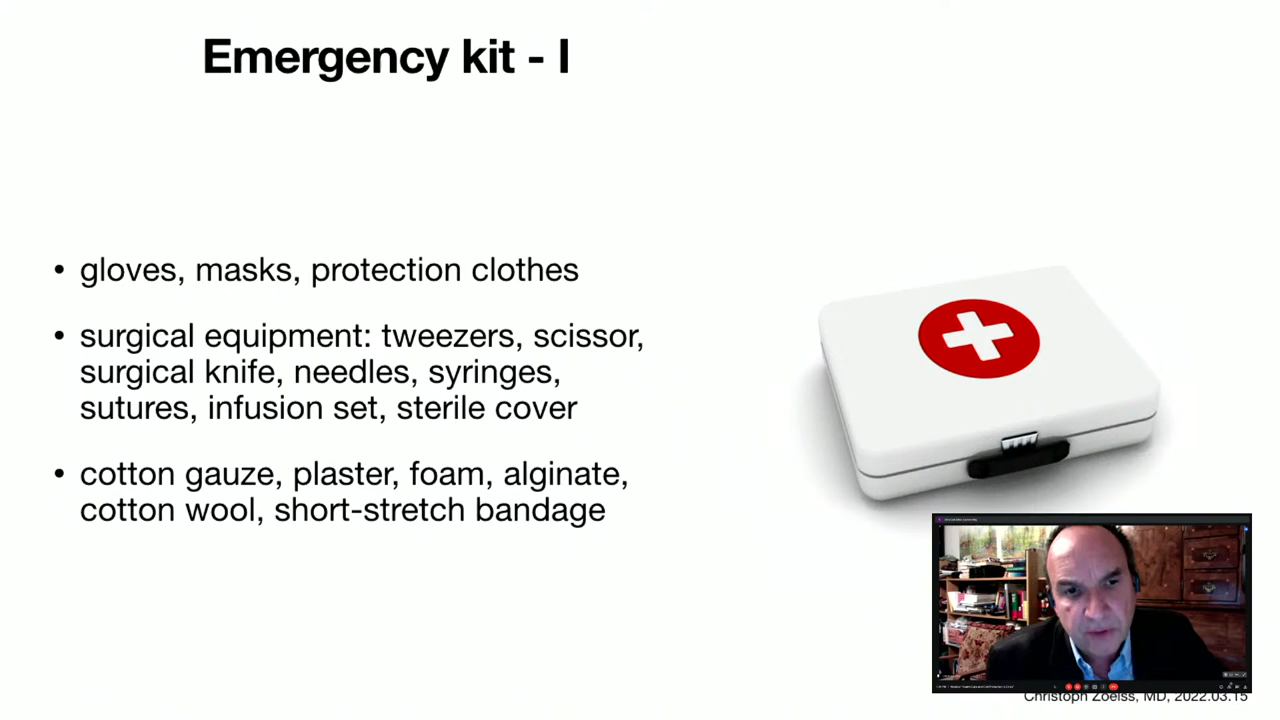 Emergency kit - I
• gloves, masks, protection clothes
• surgical equipment: tweezers, scissor,
surgical knife, needles, syringes,
sutures, infusion set, sterile cover
• cotton gauze, plaster, foam, alginate,
cotton wool, short-stretch bandage
Christoph Zoelss, MD, 2022.03.15